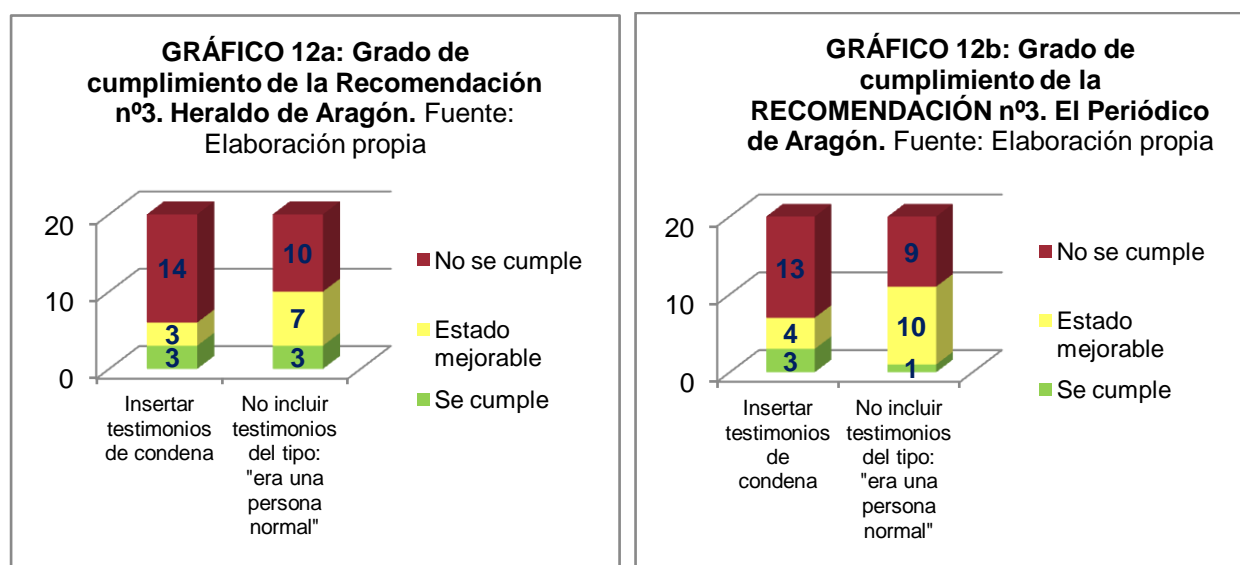 GRÁFICO 12a: Grado de
cumplimiento de la Recomendación
nº3. Heraldo de Aragón. Fuente:
Elaboración propia
20
10
0
14
3
3
10
7
3
No se cumple
Estado
mejorable
Se cumple
Insertar
testimonios
de condena
No incluir
testimonios
del tipo:
"era una
persona
normal"
GRÁFICO 12b: Grado de
cumplimiento de la
RECOMENDACIÓN nº3. El Periódico
de Aragón. Fuente: Elaboración propia
20
10
0
13
4
3
9
10
1
No se cumple
Estado
mejorable
Se cumple
Insertar
testimonios
de
condena
No incluir
testimonios
del tipo:
"era una
persona
normal"